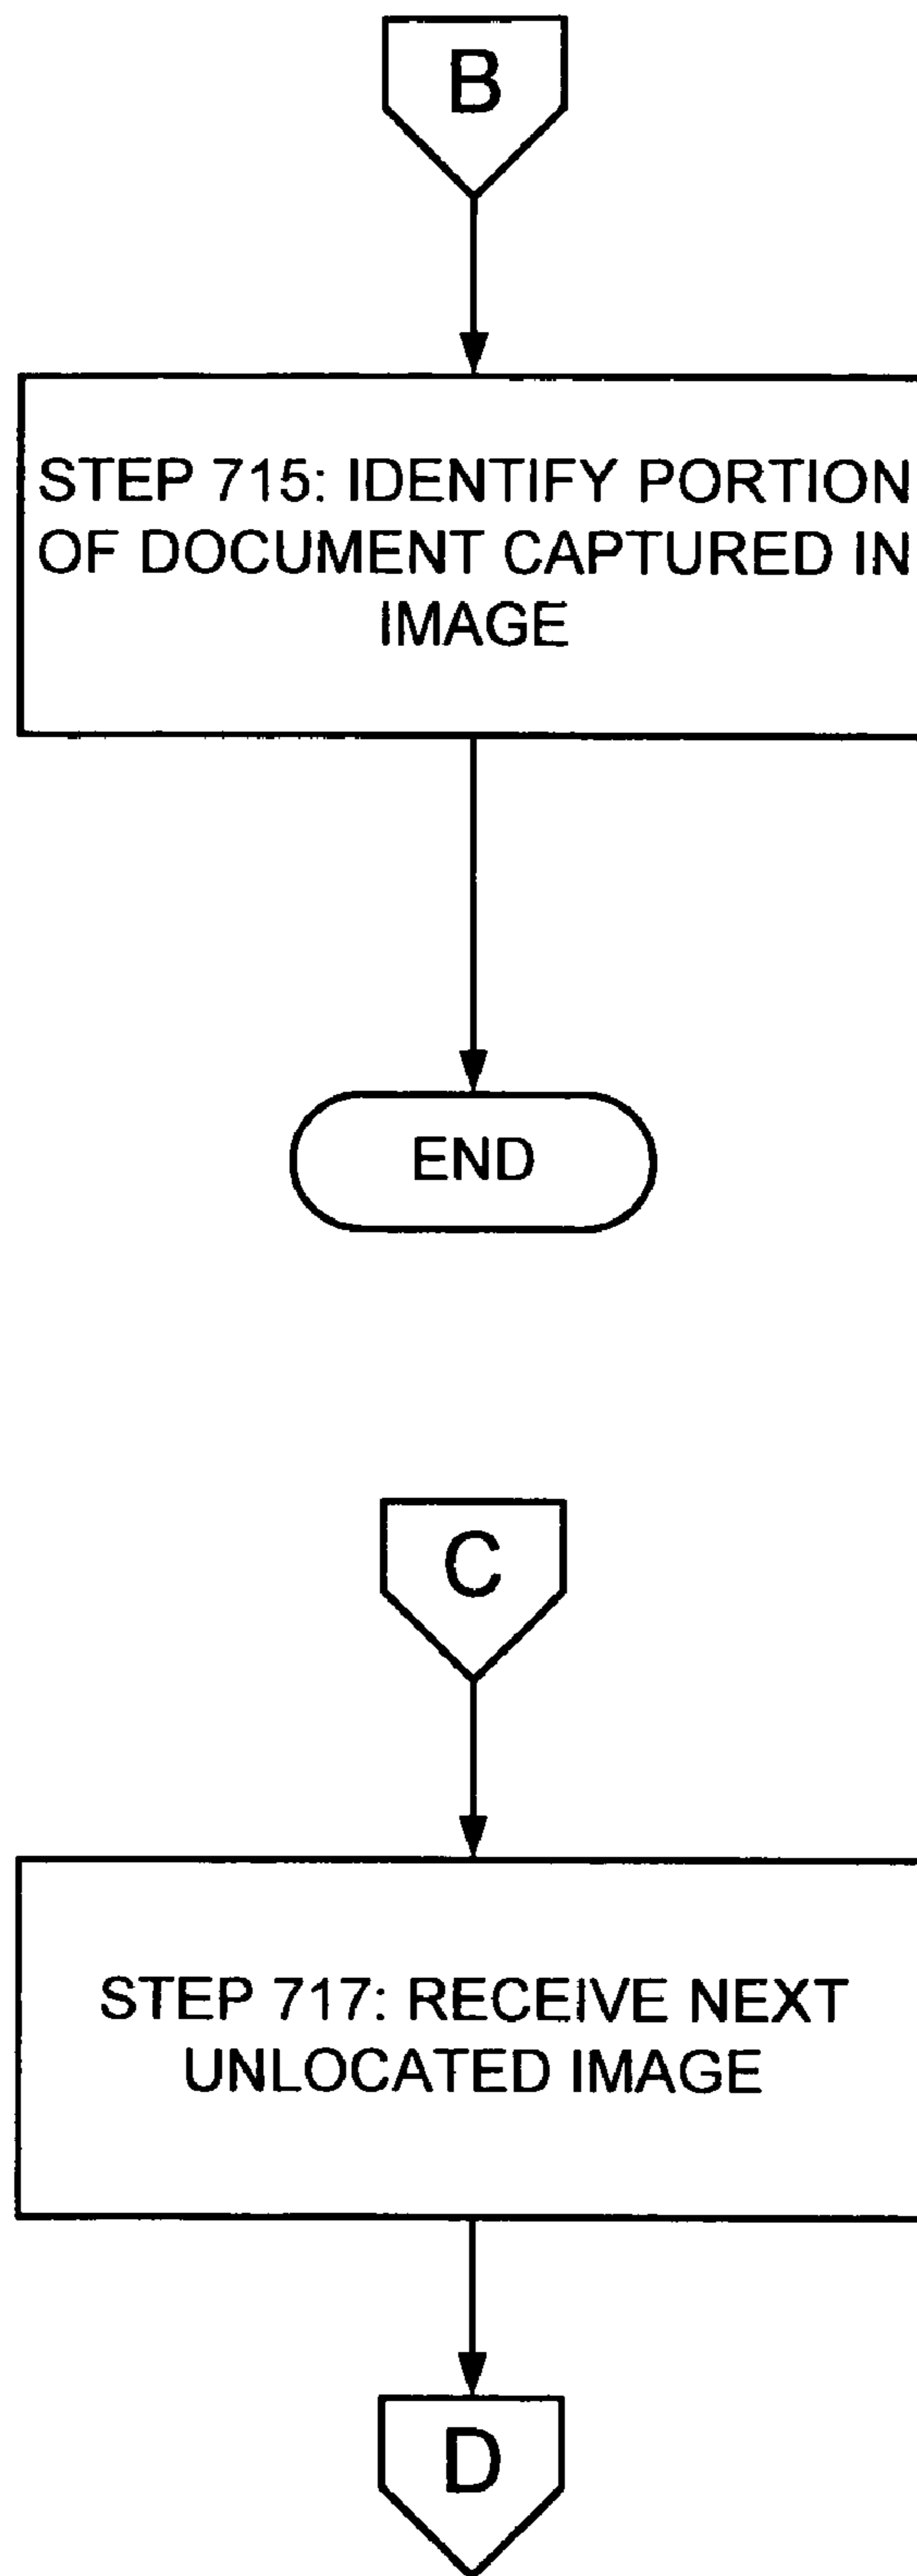 B
STEP 715: IDENTIFY PORTION
OF DOCUMENT CAPTURED IN
IMAGE
END
C
STEP 717: RECEIVE NEXT
UNLOCATED IMAGE
D